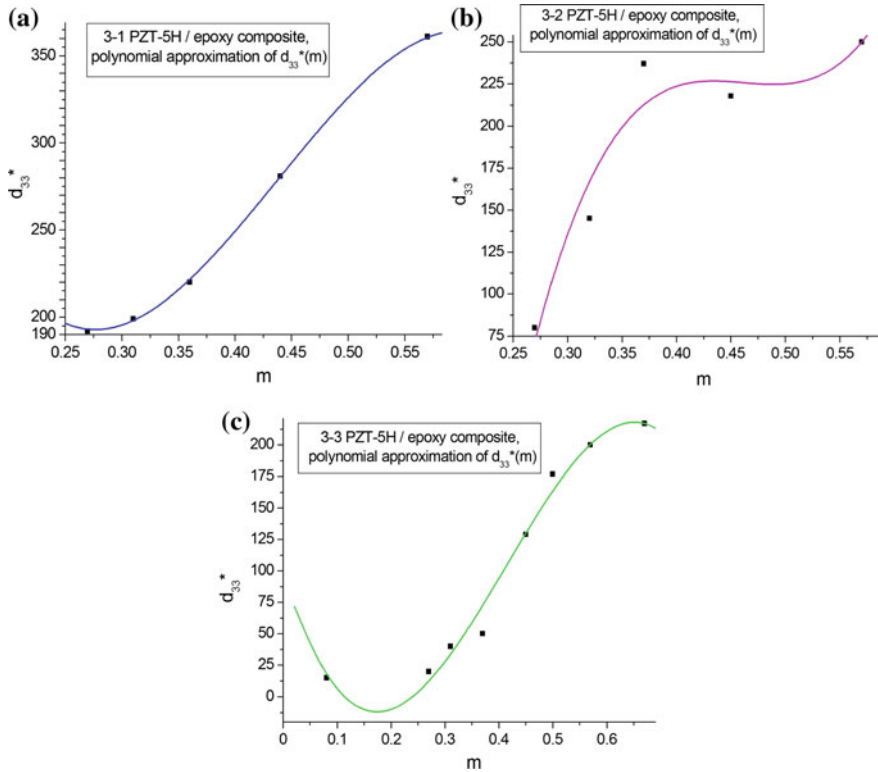 (a)
3-1 PZT-5H / epoxy composite,
polynomial approximation of d33*(m)
350
300
250
200
190
0.25 0.30 0.35 0.40 0.45 0.50 0.55
d33*
m
(b)
3-2 PZT-5H / epoxy composite,
polynomial approximation of d33*(m)
250
225
200
175
150
125
100
75
0.25 0.30 0.35 0.40 0.45 0.50 0.55
d33*
m
(c)
3-3 PZT-5H / epoxy composite,
polynomial approximation of d33*(m)
200
175
150
125
100
75
50
25
0
0 0.1 0.2 0.3 0.4 0.5 0.6
d33*
m